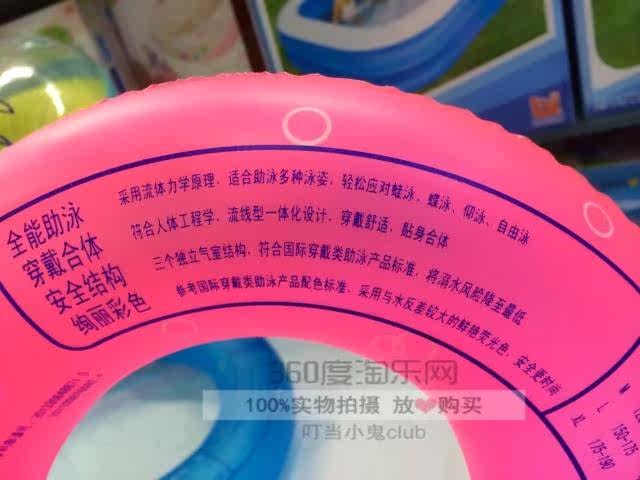 全能助泳
采用流体力学原理，适合助泳多种泳姿，轻松应对蛙泳、蝶泳、仰泳、自由泳
穿戴合体
符合人体工程学，流线型一体化设计，穿戴舒适，贴身合体
安全结构
三个独立气室结构，符合国际穿戴类助泳产品标准，将溺水风险降至最低
绚丽彩色
参考国际穿戴类助泳产品配色标准，采用与水反差较大的鲜艳荧光色，安全更时尚
M
L 150-175
XL 175-190
360度淘乐网
100%实物拍摄 放❤购买
叮当小鬼club